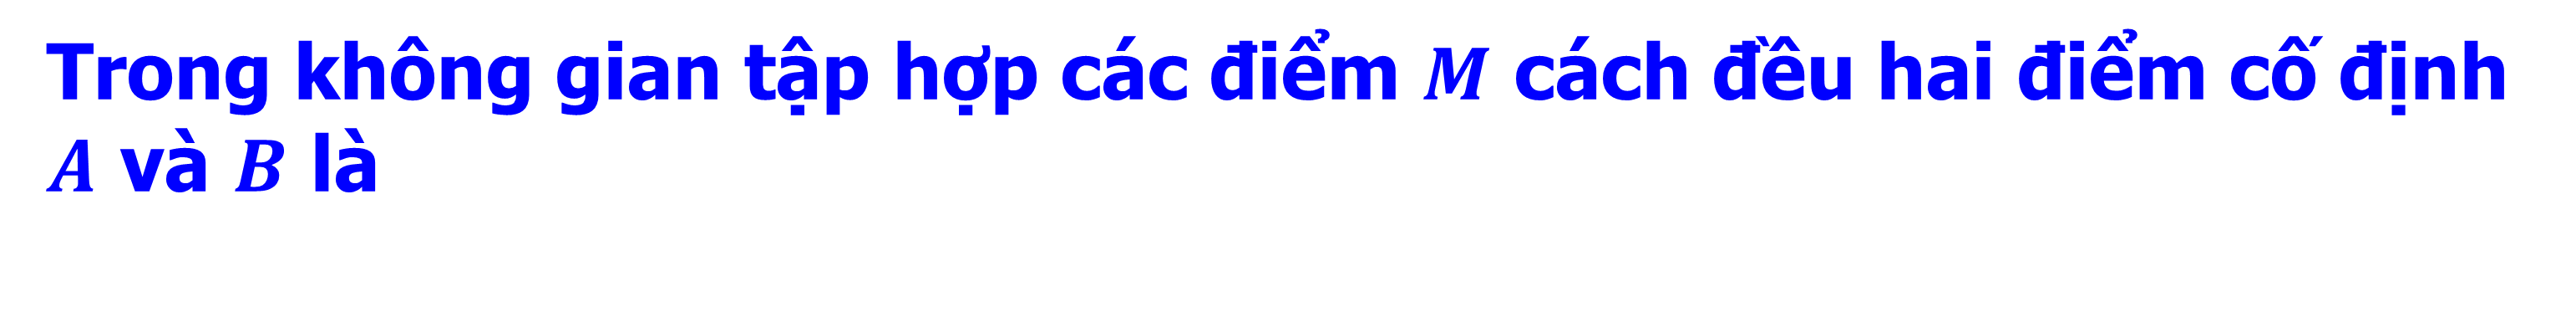 Trong không gian tập hợp các điểm M cách đều hai điểm cố định
A và B là